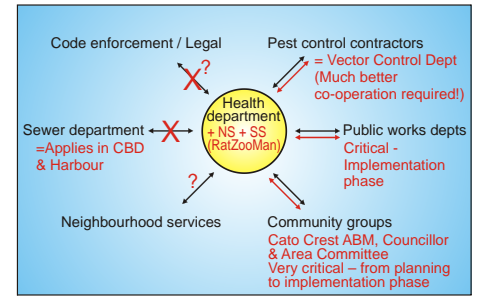 Code enforcement / Legal
Pest control contractors
= Vector Control Dept
(Much better
co-operation required!)
X?
Health
department
+ NS + SS
(RatZooMan)
Sewer department
=Applies in CBD
& Harbour
X
Public works depts
Critical -
Implementation
phase
?
Neighbourhood services
Community groups
Cato Crest ABM, Councillor
& Area Committee
Very critical – from planning
to implementation phase